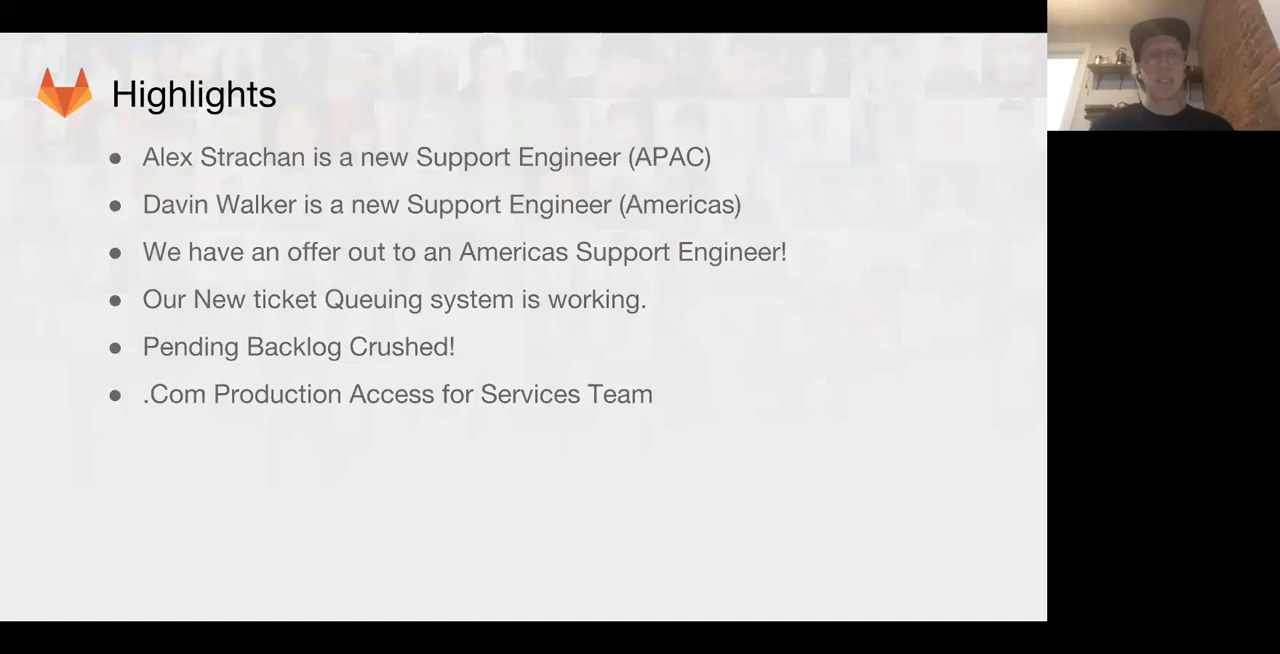 Highlights
● Alex Strachan is a new Support Engineer (APAC)
● Davin Walker is a new Support Engineer (Americas)
● We have an offer out to an Americas Support Engineer!
● Our New ticket Queuing system is working.
● Pending Backlog Crushed!
● .Com Production Access for Services Team